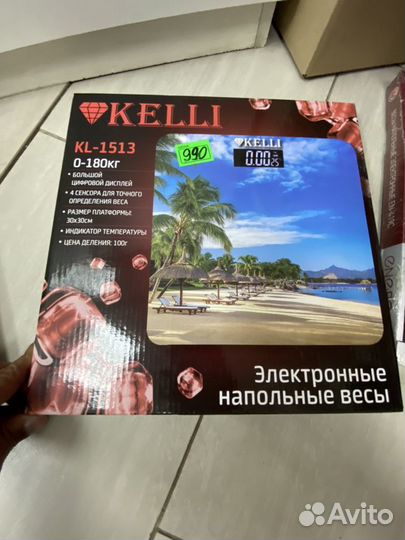 KELLI
KL-1513
0-180кг
• БОЛЬШОЙ
ЦИФРОВОЙ ДИСПЛЕЙ
• 4 СЕНСОРА ДЛЯ ТОЧНОГО
ОПРЕДЕЛЕНИЯ ВЕСА
• РАЗМЕР ПЛАТФОРМЫ:
30х30см
• ИНДИКАТОР ТЕМПЕРАТУРЫ
• ЦЕНА ДЕЛЕНИЯ: 100г
990
KELLI
0.00
Электронные
напольные весы
Avito